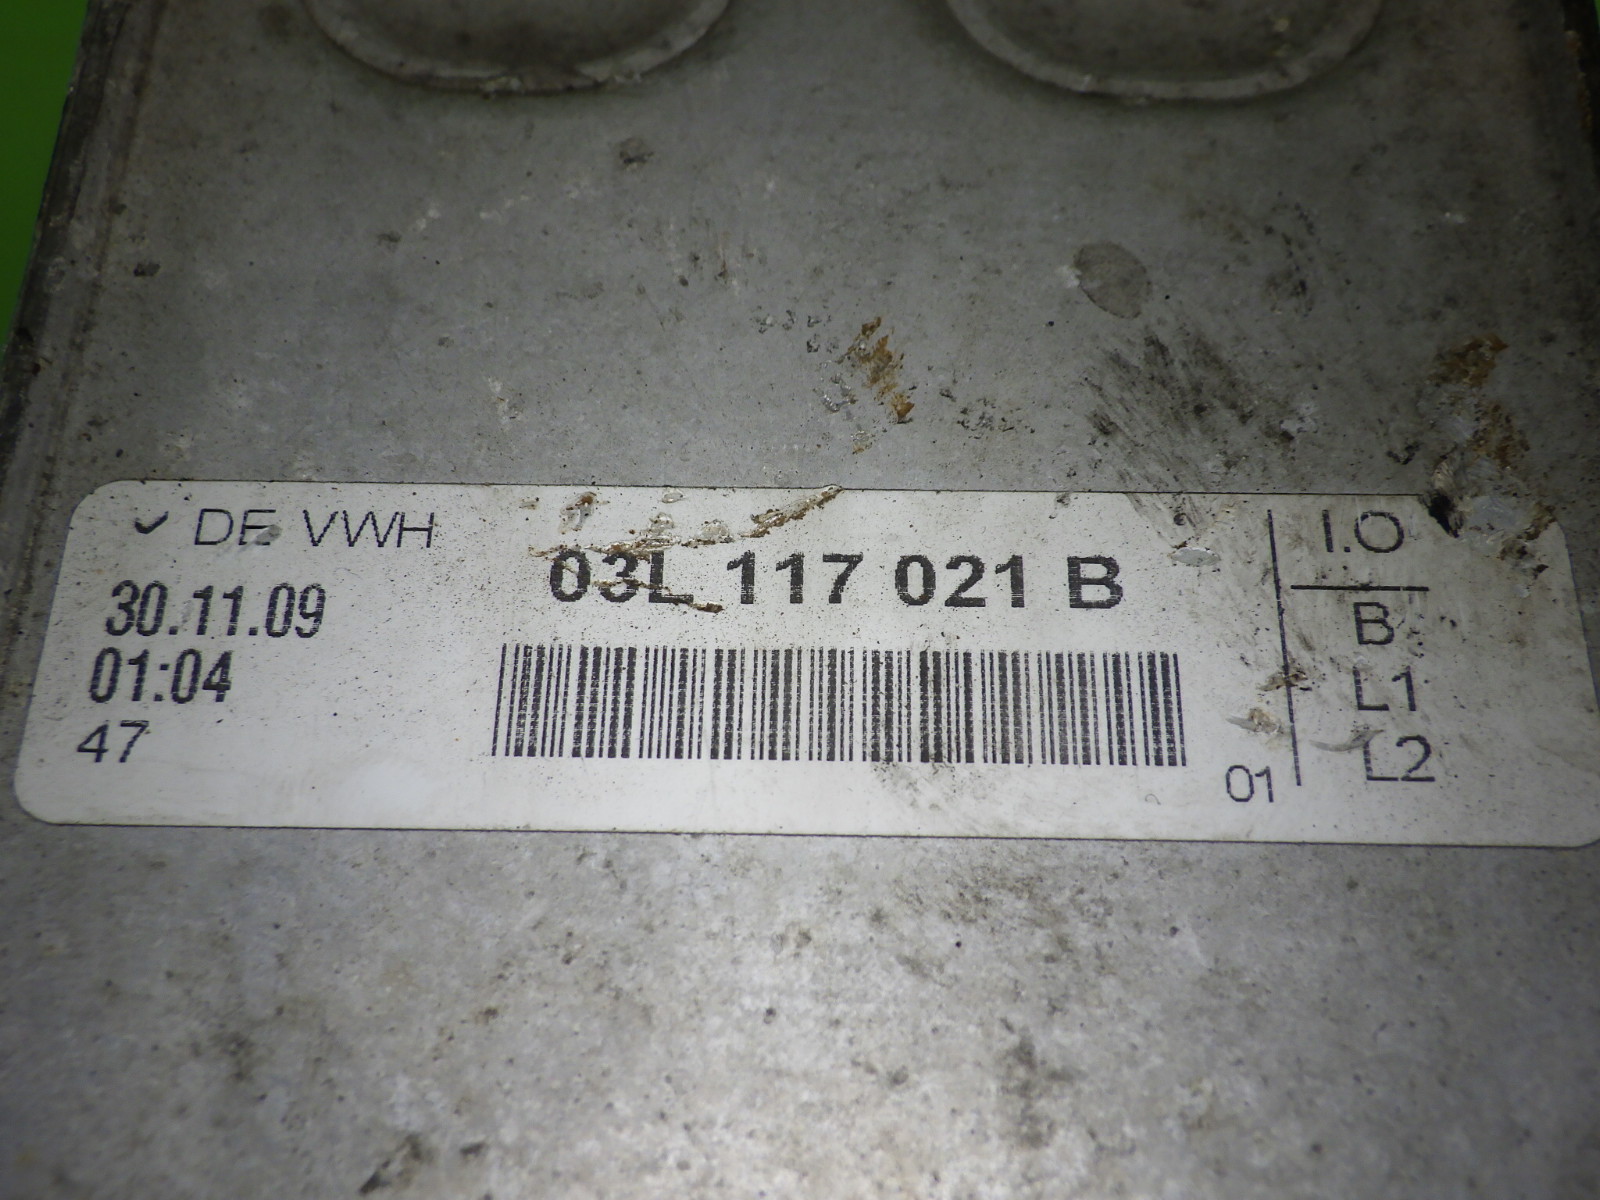 DE VWH
30.11.09
01:04
47
03L 117 021 B
01
I.O
B
L1
L2